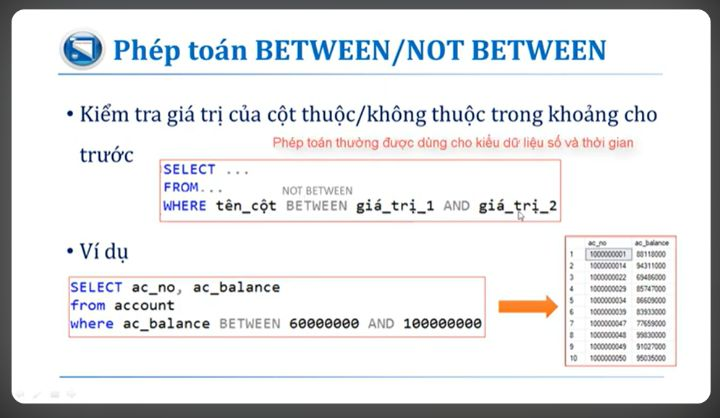 Phép toán BETWEEN/NOT BETWEEN
• Kiểm tra giá trị của cột thuộc/không thuộc trong khoảng cho
trước
Phép toán thường được dùng cho kiểu dữ liệu số và thời gian
SELECT ...
FROM...
NOT BETWEEN
WHERE tên_cột BETWEEN giá_trị_1 AND giá_trị_2
• Ví dụ
SELECT ac_no, ac_balance
from account
where ac_balance BETWEEN 60000000 AND 100000000
ac_no ac_balance
1 1000000001 88118000
2 1000000014 94311000
3 1000000022 69486000
4 1000000029 85747000
5 1000000034 86609000
6 1000000039 83933000
7 1000000047 77659000
8 1000000048 99830000
9 1000000049 91027000
10 1000000050 95035000